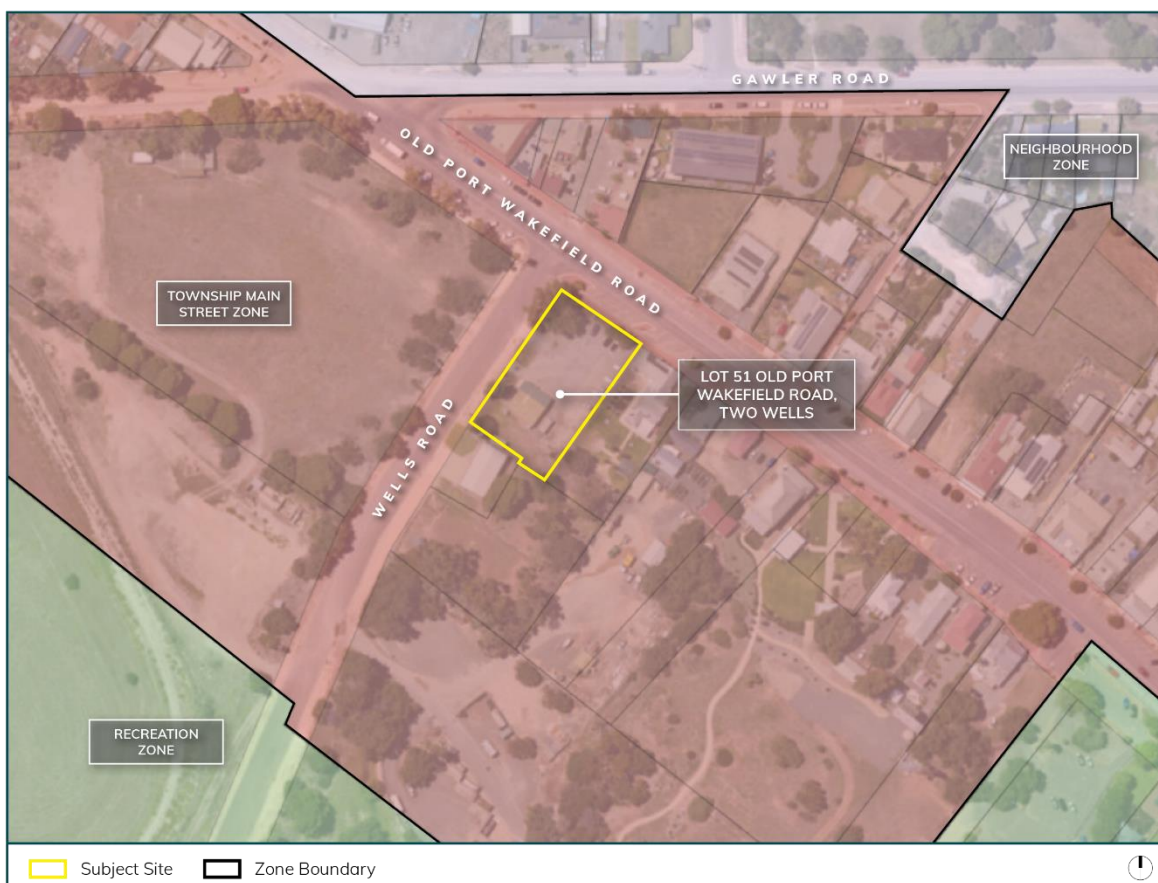 GAWLER ROAD
OLD PORT WAKEFIELD ROAD
NEIGHBOURHOOD
ZONE
TOWNSHIP MAIN
STREET ZONE
LOT 51 OLD PORT
WAKEFIELD ROAD,
TWO WELLS
WELLS ROAD
RECREATION
ZONE
Subject Site
Zone Boundary